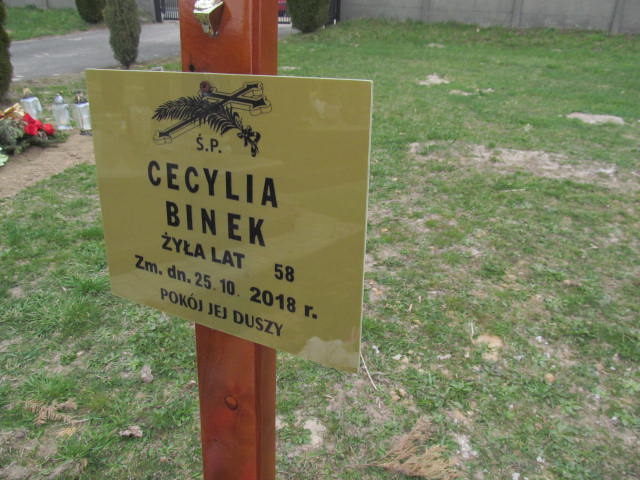 Ś.P.
CECYLIA
BINEK
ŻYŁA LAT 58
Zm. dn. 25.10. 2018 r.
POKÓJ JEJ DUSZY